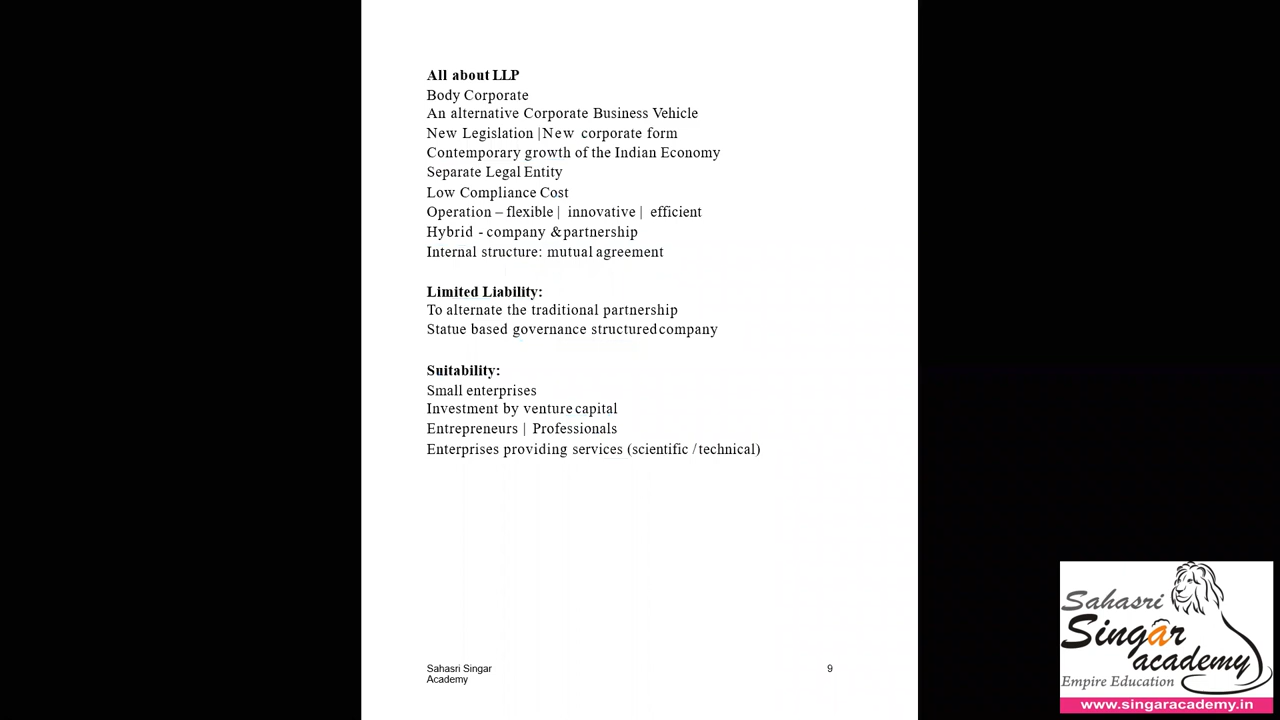 All about LLP
Body Corporate
An alternative Corporate Business Vehicle
New Legislation |New corporate form
Contemporary growth of the Indian Economy
Separate Legal Entity
Low Compliance Cost
Operation – flexible | innovative | efficient
Hybrid - company & partnership
Internal structure: mutual agreement
Limited Liability:
To alternate the traditional partnership
Statue based governance structured company
Suitability:
Small enterprises
Investment by venture capital
Entrepreneurs | Professionals
Enterprises providing services (scientific / technical)
Sahasri Singar
Academy
9
Sahasri
Singar
academy
Empire Education
www.singaracademy.in